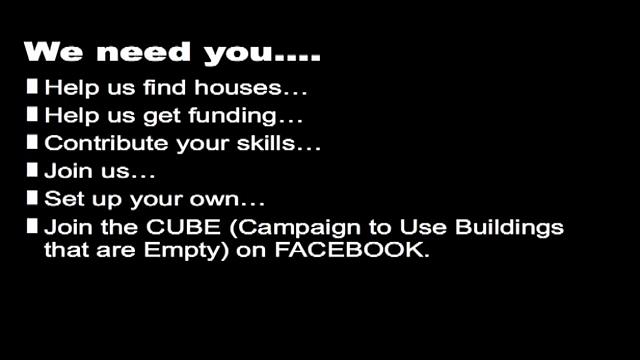 We need you....
Help us find houses...
Help us get funding...
Contribute your skills...
Join us...
Set up your own...
Join the CUBE (Campaign to Use Buildings
that are Empty) on FACEBOOK.